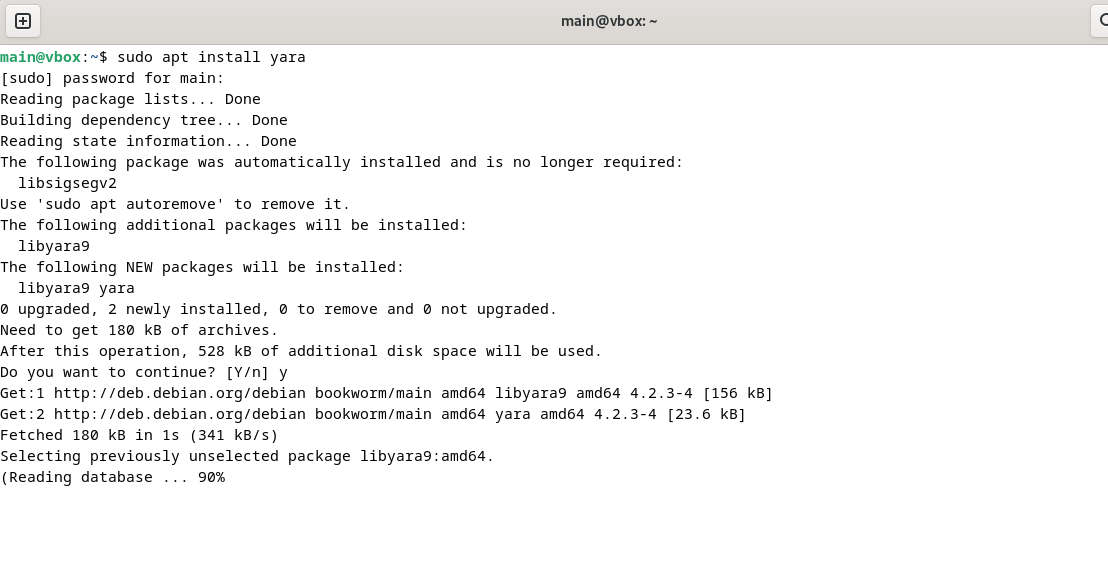 main@vbox: ~
main@vbox:~$ sudo apt install yara
[sudo] password for main:
Reading package lists... Done
Building dependency tree... Done
Reading state information... Done
The following package was automatically installed and is no longer required:
  libsigsegv2
Use 'sudo apt autoremove' to remove it.
The following additional packages will be installed:
  libyara9
The following NEW packages will be installed:
  libyara9 yara
0 upgraded, 2 newly installed, 0 to remove and 0 not upgraded.
Need to get 180 kB of archives.
After this operation, 528 kB of additional disk space will be used.
Do you want to continue? [Y/n] y
Get:1 http://deb.debian.org/debian bookworm/main amd64 libyara9 amd64 4.2.3-4 [156 kB]
Get:2 http://deb.debian.org/debian bookworm/main amd64 yara amd64 4.2.3-4 [23.6 kB]
Fetched 180 kB in 1s (341 kB/s)
Selecting previously unselected package libyara9:amd64.
(Reading database ... 90%